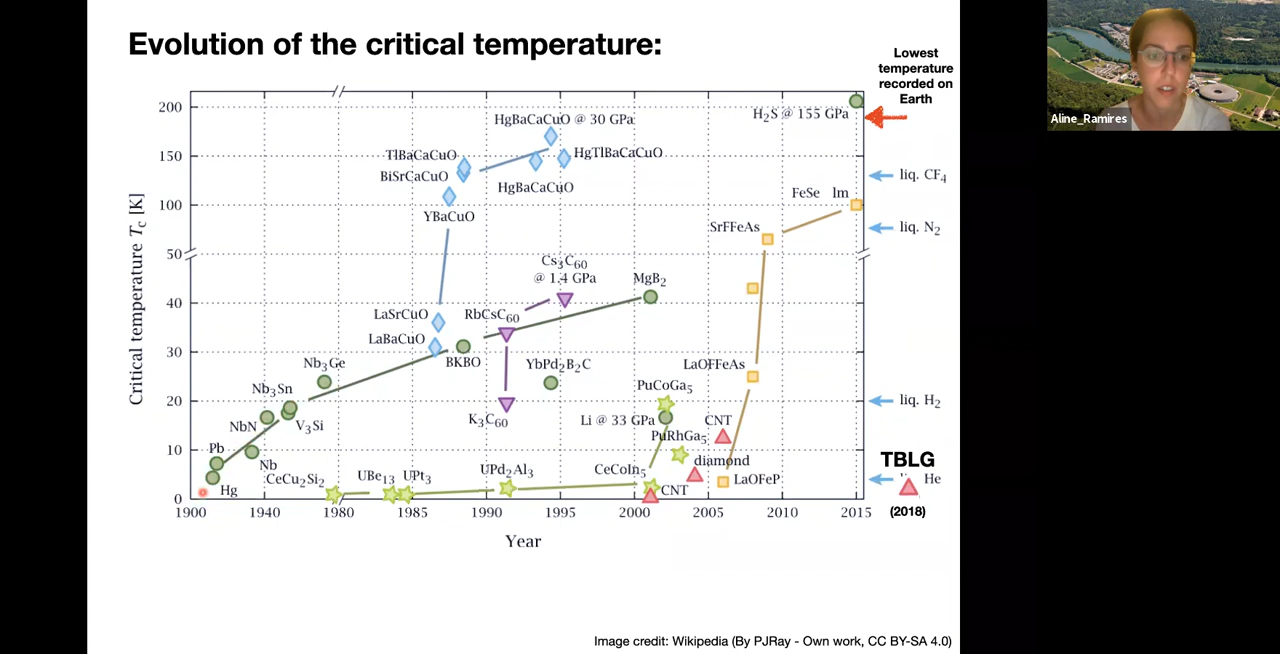 Evolution of the critical temperature:
Lowest
temperature
recorded on
Earth
Aline_Ramires
Critical temperature Tc [K]
200
150
100
50
40
30
20
10
0
H2S @ 155 GPa
HgBaCaCuO @ 30 GPa
TlBaCaCuO
HgTlBaCaCuO
BiSrCaCuO
HgBaCaCuO
YBaCuO
FeSe lm
SrFFeAs
liq. CF4
liq. N2
Cs3C60
@ 1.4 GPa
MgB2
LaSrCuO
RbCsC60
LaBaCuO
BKBO
YbPd2B2C
LaOFFeAs
Nb3Ge
Nb3Sn
PuCoGa5
liq. H2
NbN
V3Si
K3C60
Li @ 33 GPa
CNT
PuRhGa5
Pb
Nb
diamond
TBLG
CeCu2Si2
UBe13
UPt3
UPd2Al3
CeCoIn5
LaOFeP
He
Hg
CNT
1900
1940
1980
1985
1990
1995
2000
2005
2010
2015
(2018)
Year
Image credit: Wikipedia (By PJRay - Own work, CC BY-SA 4.0)